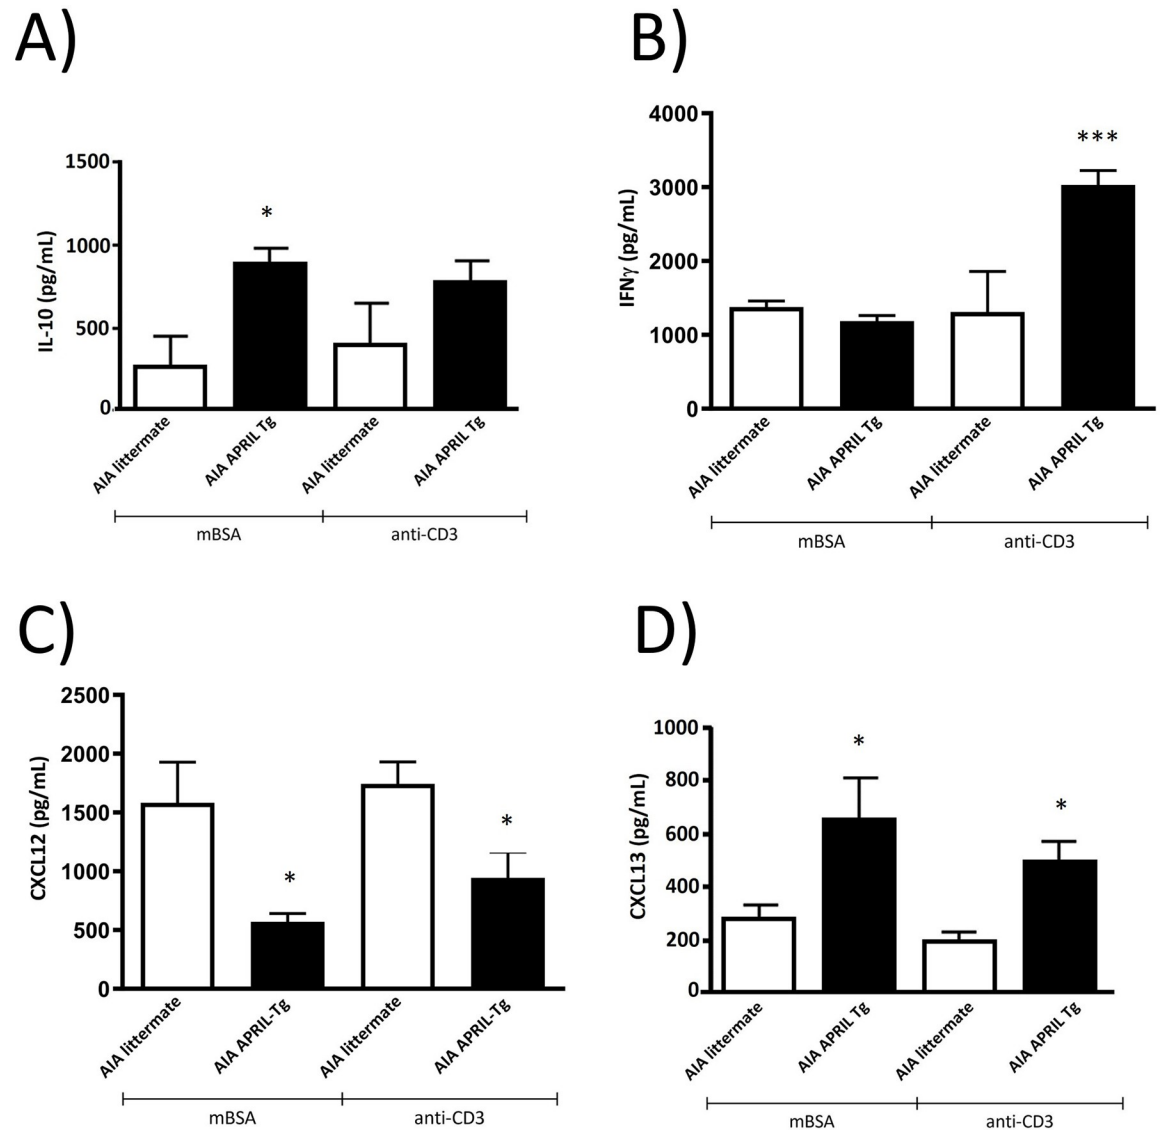 A)
IL-10 (pg/mL)
1500
1000
500
0
*
AIA littermate
AIA APRIL Tg
AIA littermate
AIA APRIL Tg
mBSA
anti-CD3
B)
IFNγ (pg/mL)
4000
3000
2000
1000
0
***
AIA littermate
AIA APRIL Tg
AIA littermate
AIA APRIL Tg
mBSA
anti-CD3
C)
CXCL12 (pg/mL)
2500
2000
1500
1000
500
0
*
*
AIA littermate
AIA APRIL-Tg
AIA littermate
AIA APRIL-Tg
mBSA
anti-CD3
D)
CXCL13 (pg/mL)
1000
800
600
400
200
0
*
*
AIA littermate
AIA APRIL Tg
AIA littermate
AIA APRIL Tg
mBSA
anti-CD3